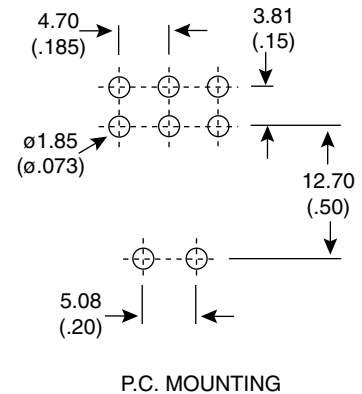 4.70
(.185)
3.81
(.15)
ø1.85
(ø.073)
12.70
(.50)
5.08
(.20)
P.C. MOUNTING